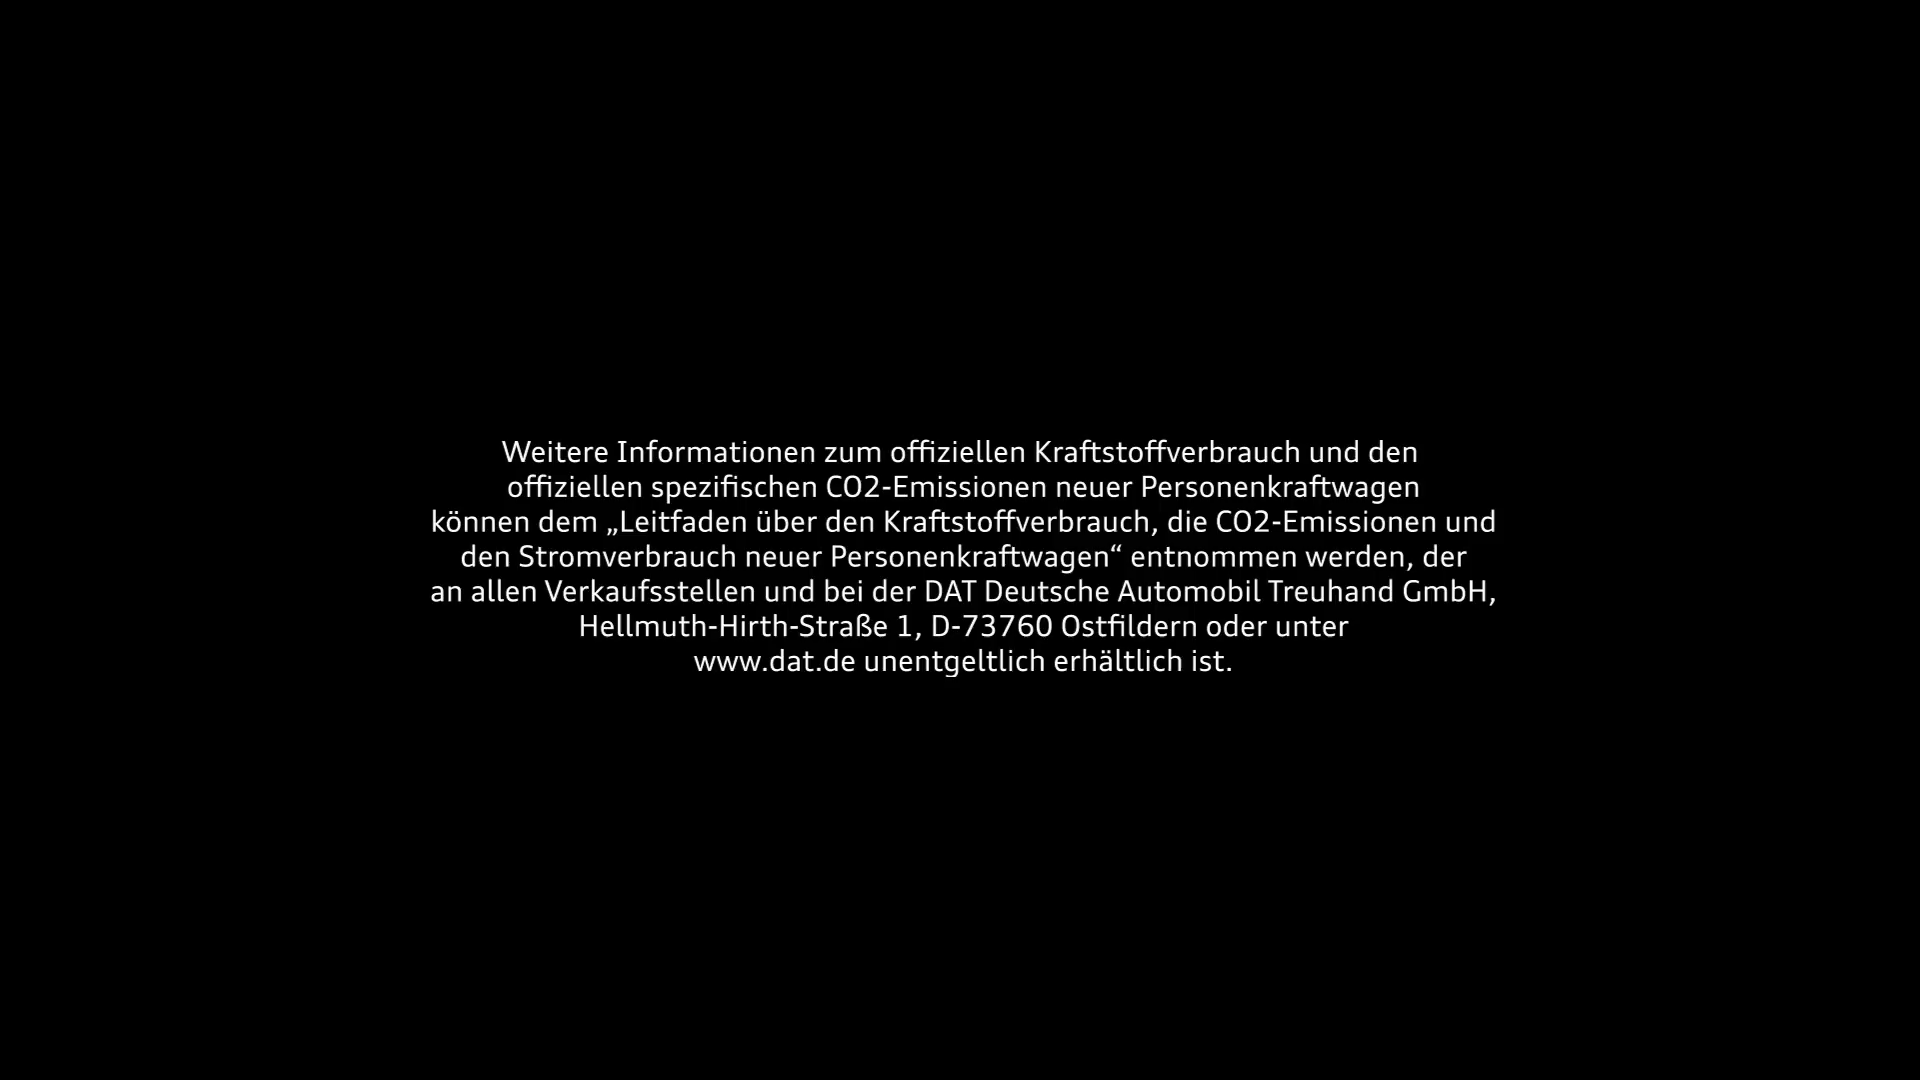 Weitere Informationen zum offiziellen Kraftstoffverbrauch und den
offiziellen spezifischen CO2-Emissionen neuer Personenkraftwagen
können dem „Leitfaden über den Kraftstoffverbrauch, die CO2-Emissionen und
den Stromverbrauch neuer Personenkraftwagen“ entnommen werden, der
an allen Verkaufsstellen und bei der DAT Deutsche Automobil Treuhand GmbH,
Hellmuth-Hirth-Straße 1, D-73760 Ostfildern oder unter
www.dat.de unentgeltlich erhältlich ist.